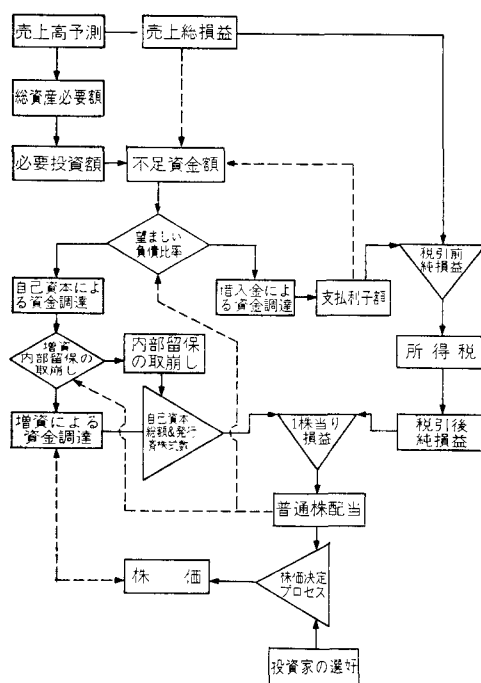 売上高予測
売上総損益
総資産必要額
必要投資額
不足資金額
望ましい
負債比率
税引前
純損益
自己資本によ
る資金調達
借入金によ
る資金調達
支払利子額
増資
内部留保の
取崩し
内部留保
の取崩し
所得税
増資による
資金調達
自己資本
総額&発行
済株式数
1株当り
損益
税引後
純損益
普通株配当
株価
株価決定
プロセス
投資家の選好